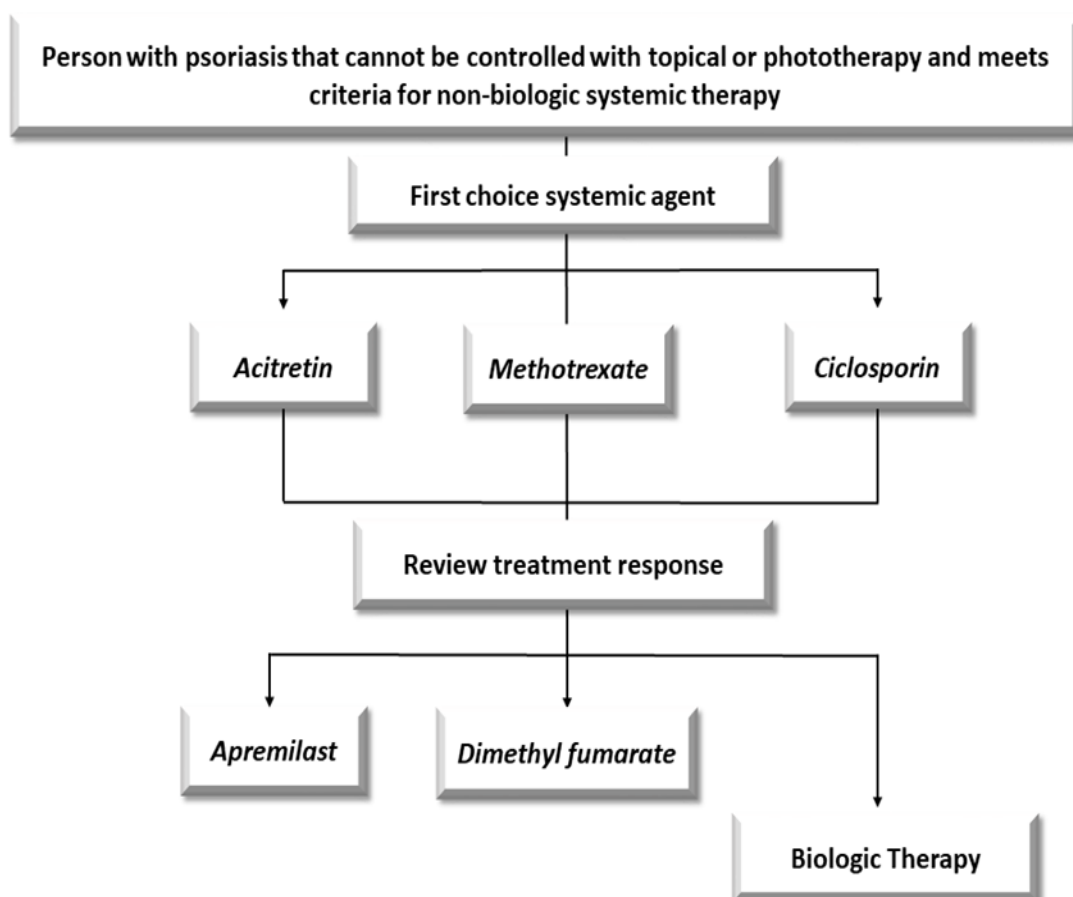 Person with psoriasis that cannot be controlled with topical or phototherapy and meets
criteria for non-biologic systemic therapy
First choice systemic agent
Acitretin
Methotrexate
Ciclosporin
Review treatment response
Apremilast
Dimethyl fumarate
Biologic Therapy